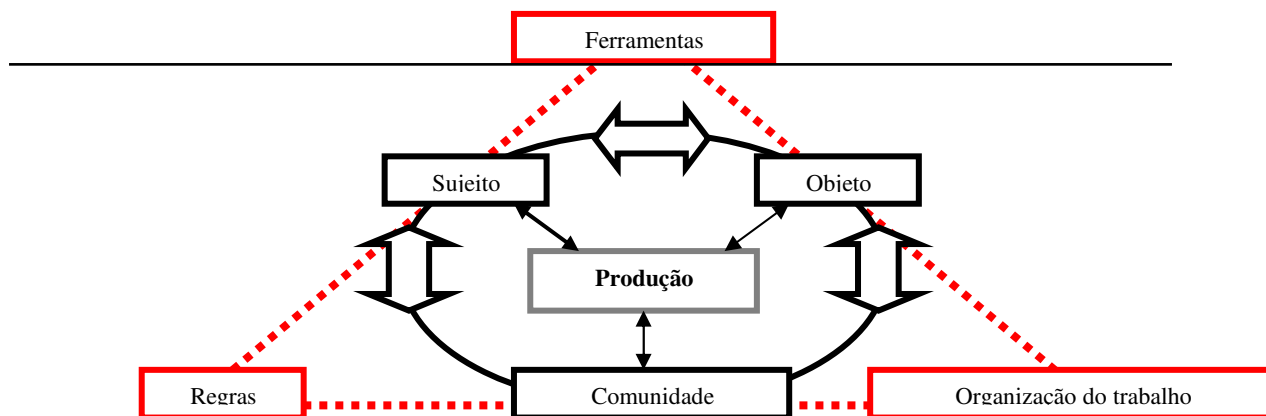 Ferramentas
Sujeito
Objeto
Produção
Regras
Comunidade
Organização do trabalho